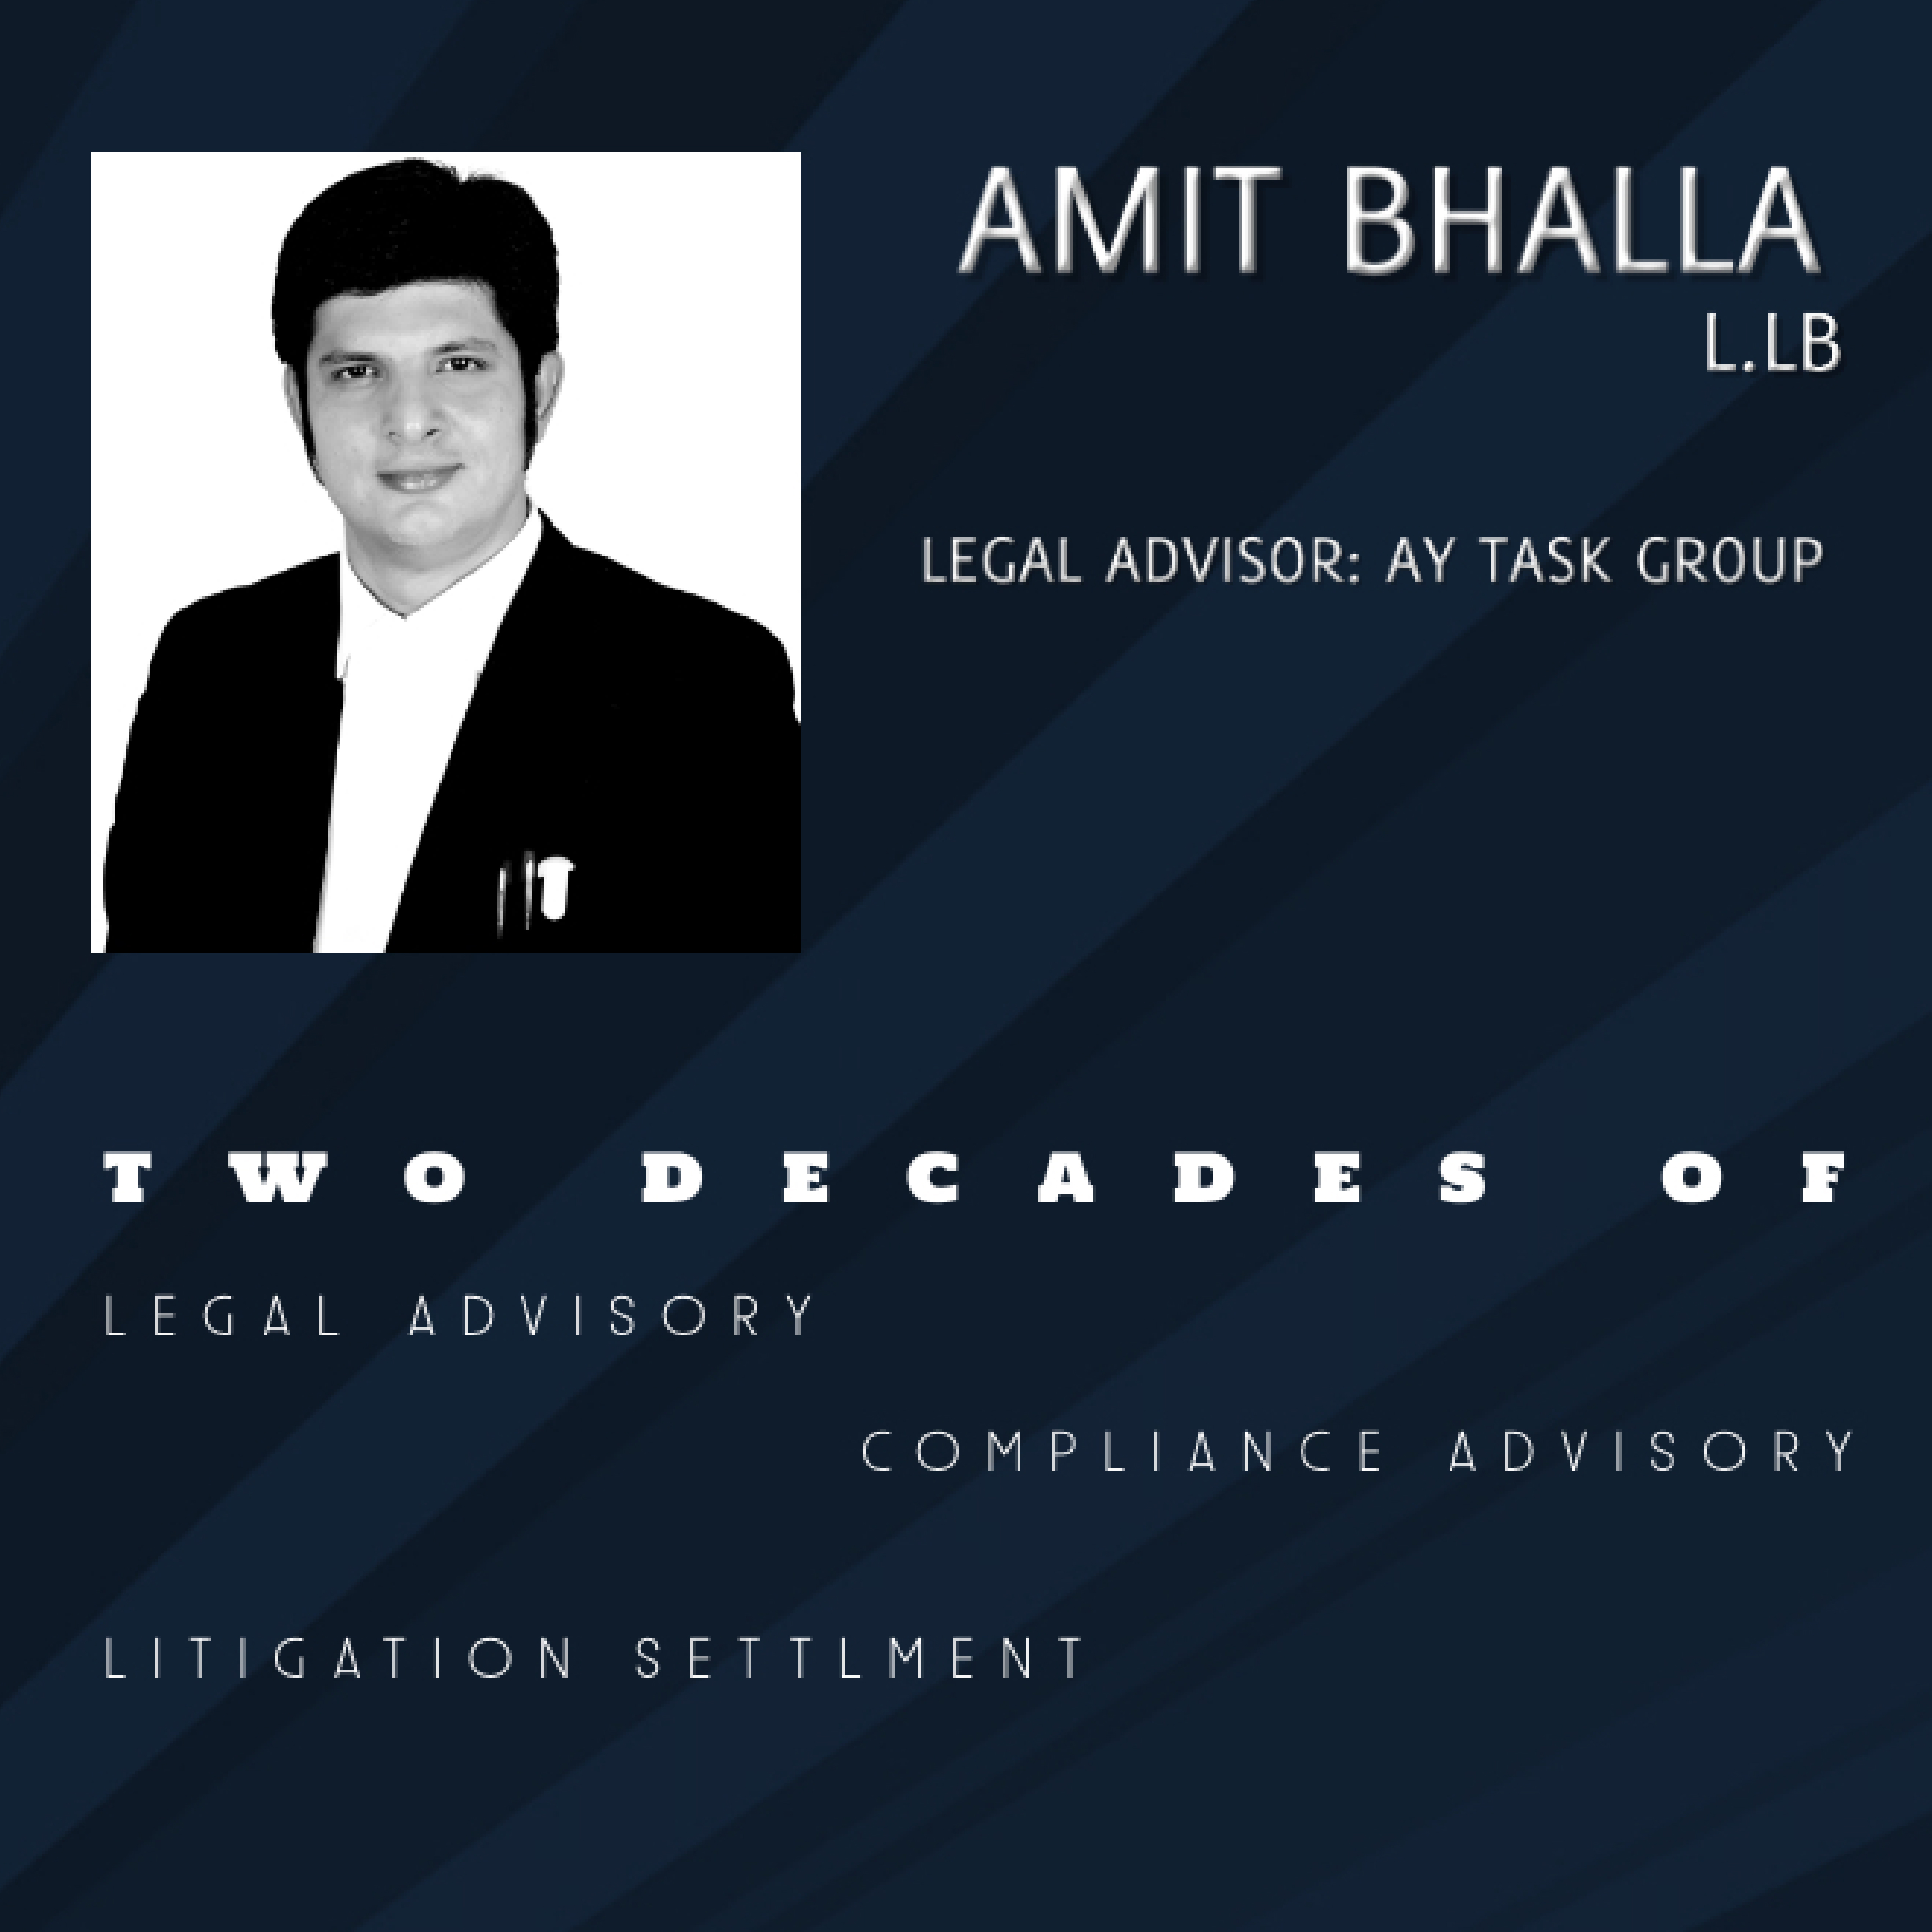 AMIT BHALLA
L.LB
LEGAL ADVISOR: AY TASK GROUP
TWO DECADES OF
LEGAL ADVISORY
COMPLIANCE ADVISORY
LITIGATION SETTLMENT